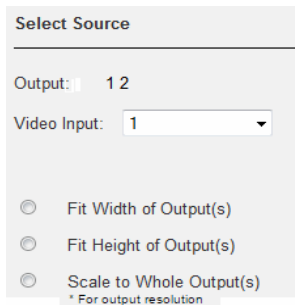 Select Source
Output: 1 2
Video Input: 1
Fit Width of Output(s)
Fit Height of Output(s)
Scale to Whole Output(s)
* For output resolution